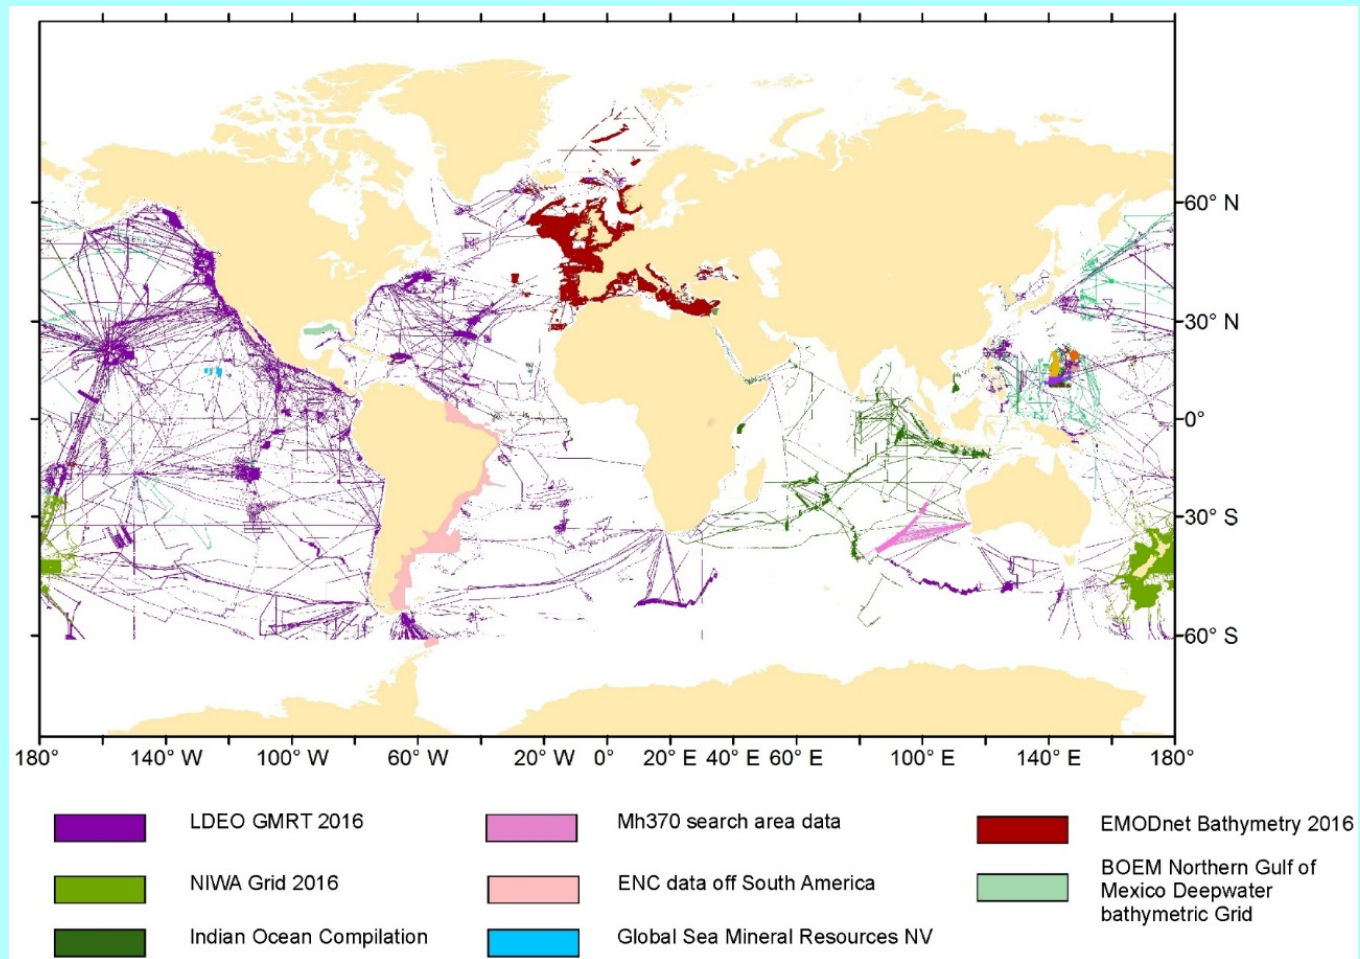 60° N
30° N
0°
30° S
60° S
180°
140° W
100° W
60° W
20° W
0°
20° E
40° E
60° E
100° E
140° E
180°
LDEO GMRT 2016
Mh370 search area data
EMODnet Bathymetry 2016
NIWA Grid 2016
ENC data off South America
BOEM Northern Gulf of
Mexico Deepwater
bathymetric Grid
Indian Ocean Compilation
Global Sea Mineral Resources NV